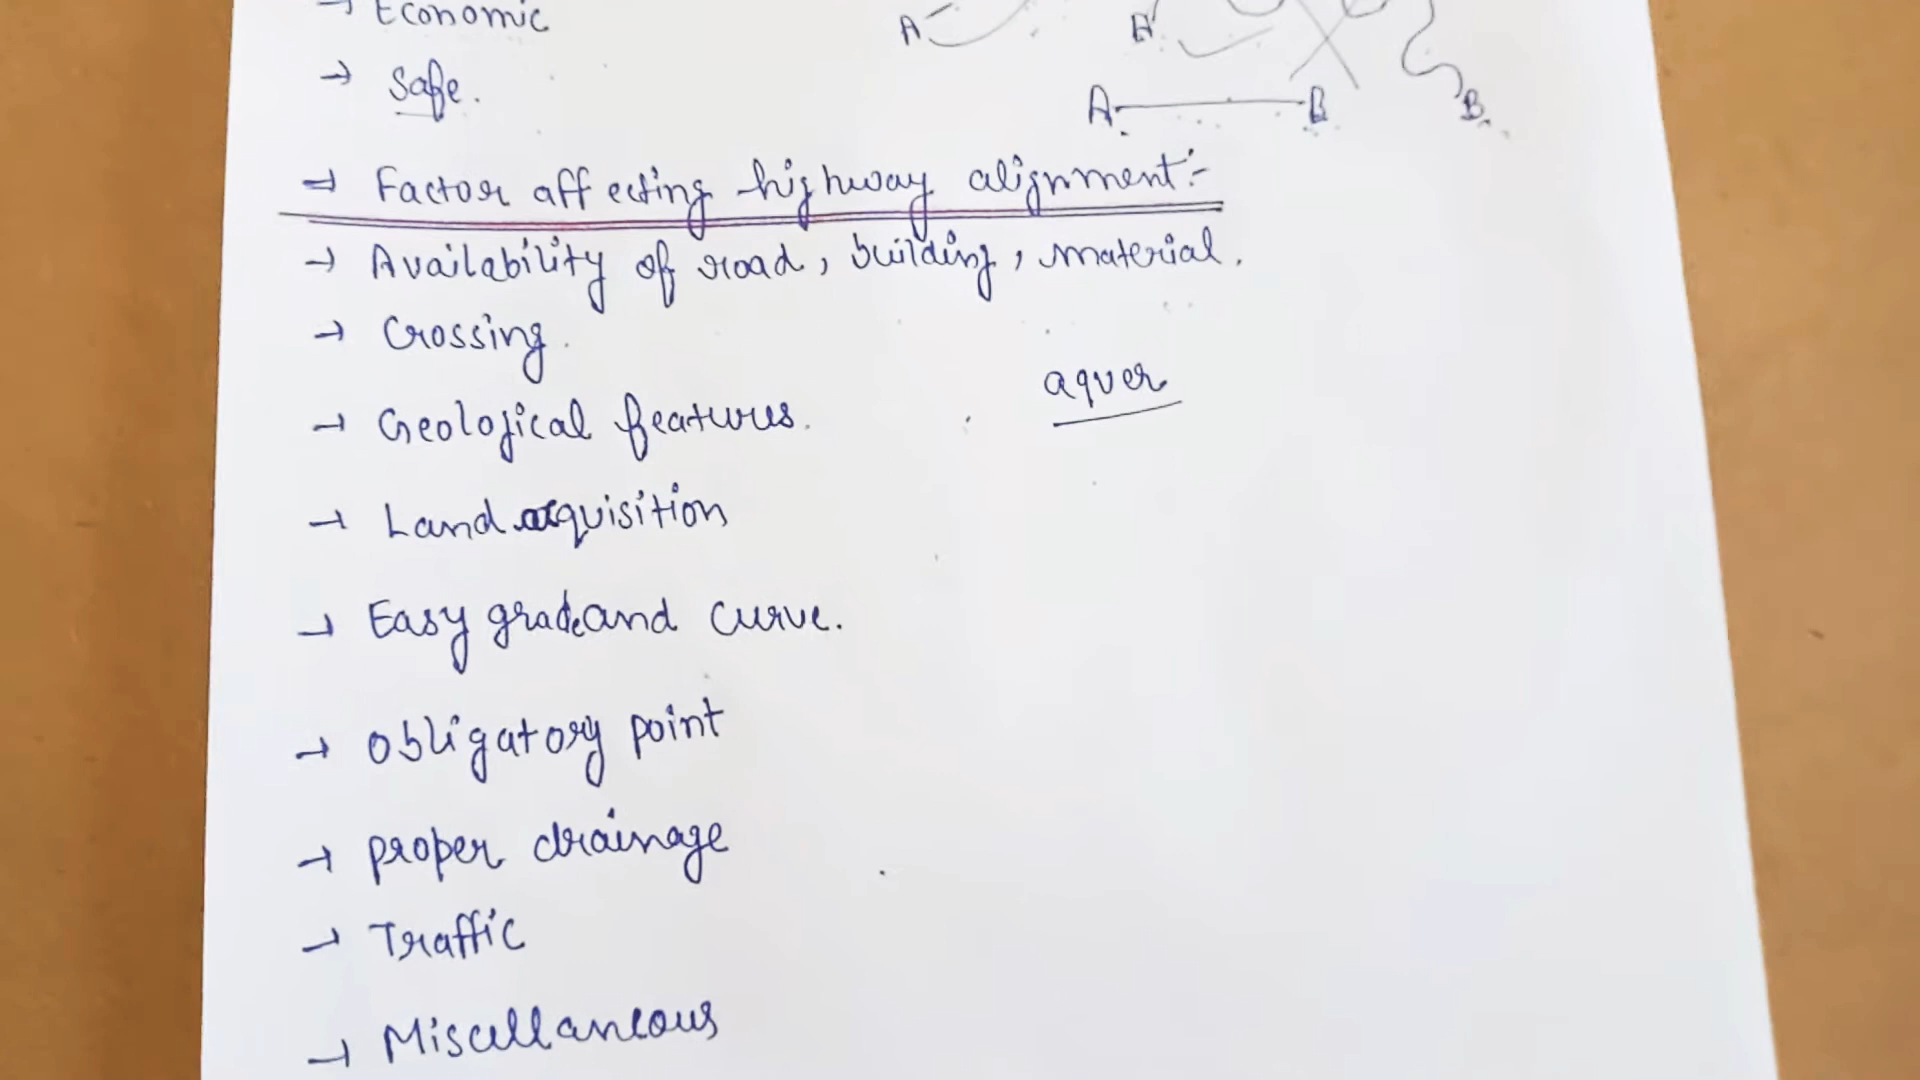 → Economic
A
A
→ Safe.
A B
B
→ Factor affecting highway alignment:-
→ Availability of road, building, material.
→ Crossing.
aquer
→ Geological features.
→ Land acquisition
→ Easy grade and curve.
→ Obligatory point
→ proper drainage
→ Traffic
→ Miscellaneous